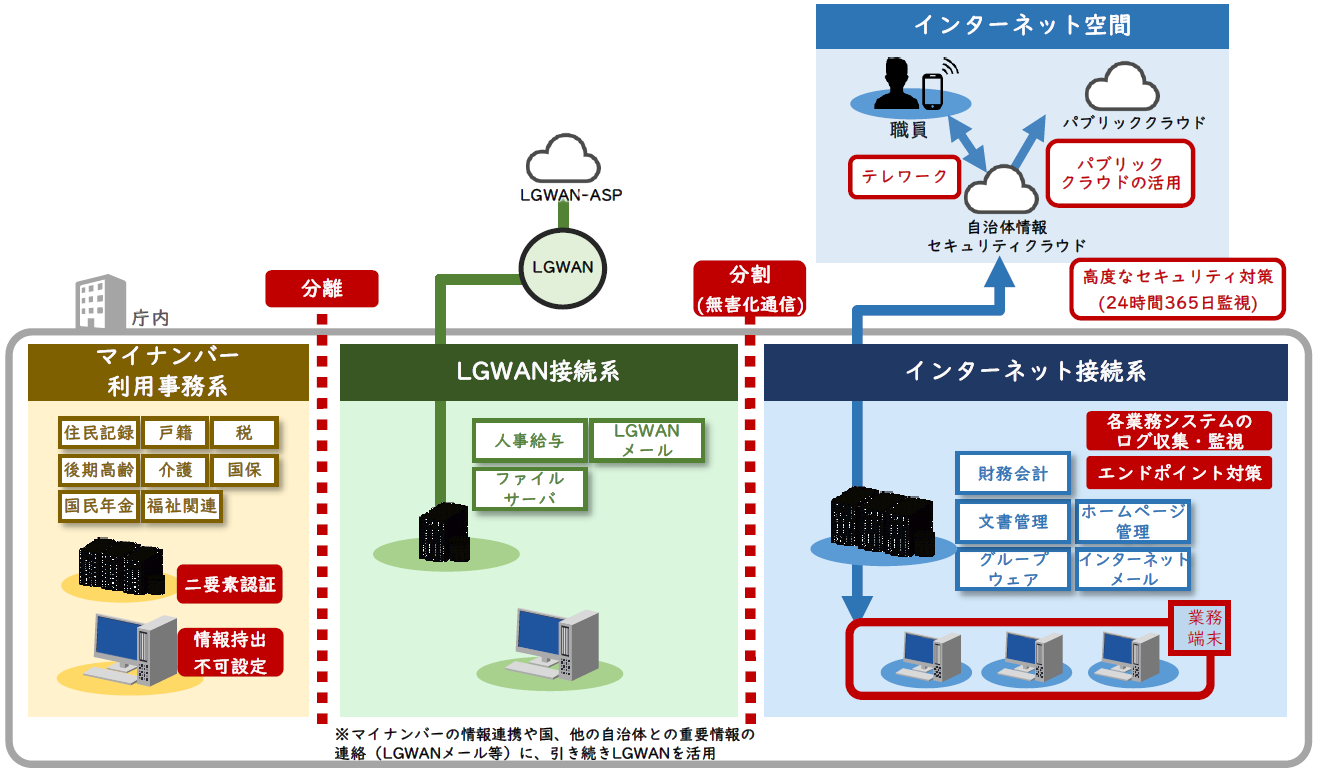 インターネット空間
職員
パブリッククラウド
テレワーク
パブリック
クラウドの活用
自治体情報
セキュリティクラウド
LGWAN-ASP
LGWAN
分離
分割
(無害化通信)
高度なセキュリティ対策
(24時間365日監視)
庁内
マイナンバー
利用事務系
住民記録
戸籍
税
後期高齢
介護
国保
国民年金
福祉関連
二要素認証
情報持出
不可設定
LGWAN接続系
人事給与
LGWAN
メール
ファイル
サーバ
インターネット接続系
各業務システムの
ログ収集・監視
エンドポイント対策
財務会計
文書管理
ホームページ
管理
グループ
ウェア
インターネット
メール
業務
端末
※マイナンバーの情報連携や国、他の自治体との重要情報の
連絡（LGWANメール等）に、引き続きLGWANを活用